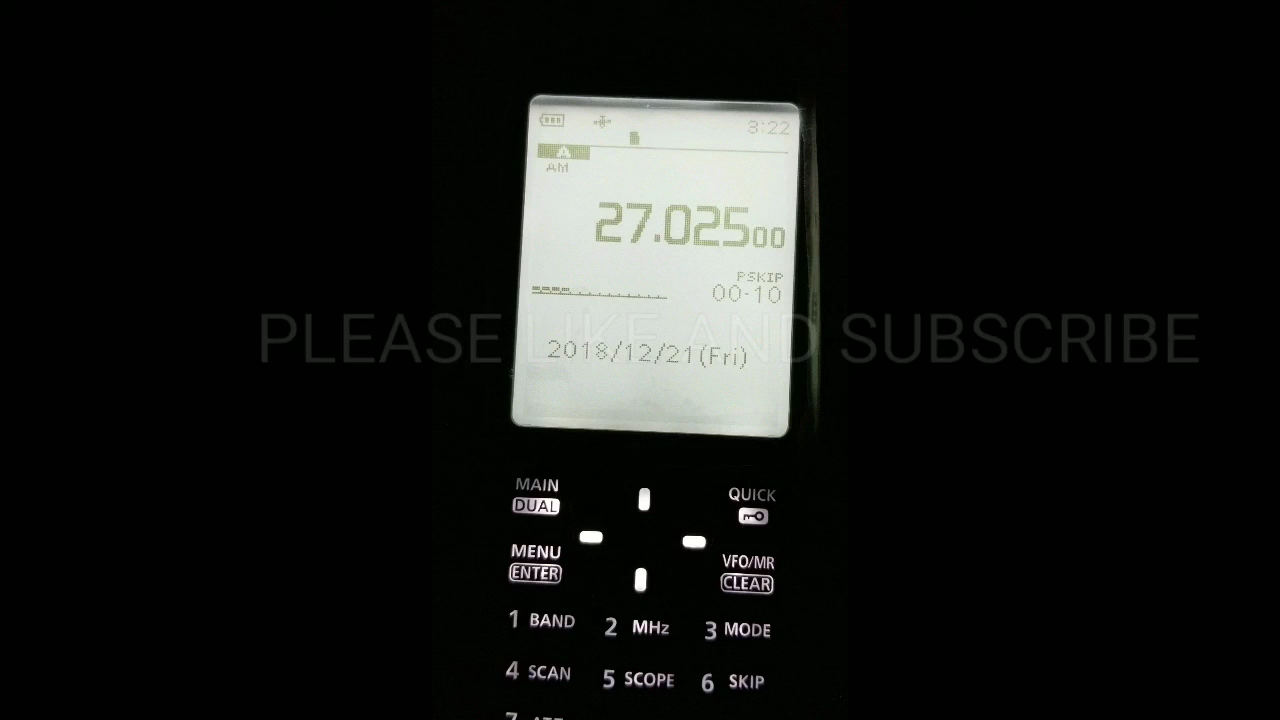 3:22
A
AM
27.02500
PSKIP
00-10
PLEASE LIKE AND SUBSCRIBE
2018/12/21(Fri)
MAIN
DUAL
QUICK
MENU
ENTER
VFO/MR
CLEAR
1 BAND 2 MHz 3 MODE
4 SCAN 5 SCOPE 6 SKIP
7